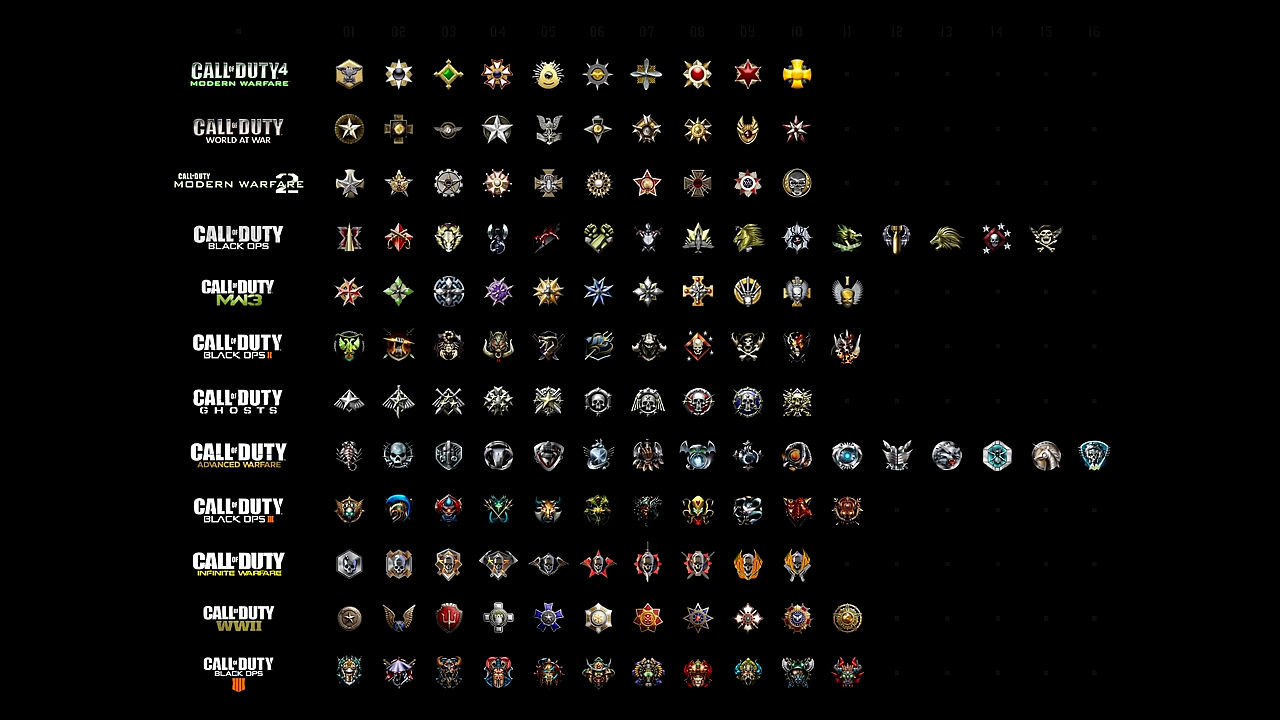 01 02 03 04 05 06 07 08 09 10 11 12 13 14 15 16
CALL OF DUTY 4
MODERN WARFARE
CALL OF DUTY
WORLD AT WAR
CALL OF DUTY
MODERN WARFARE 2
CALL OF DUTY
BLACK OPS
CALL OF DUTY
MW3
CALL OF DUTY
BLACK OPS II
CALL OF DUTY
GHOSTS
CALL OF DUTY
ADVANCED WARFARE
CALL OF DUTY
BLACK OPS III
CALL OF DUTY
INFINITE WARFARE
CALL OF DUTY
WWII
CALL OF DUTY
BLACK OPS
IIII